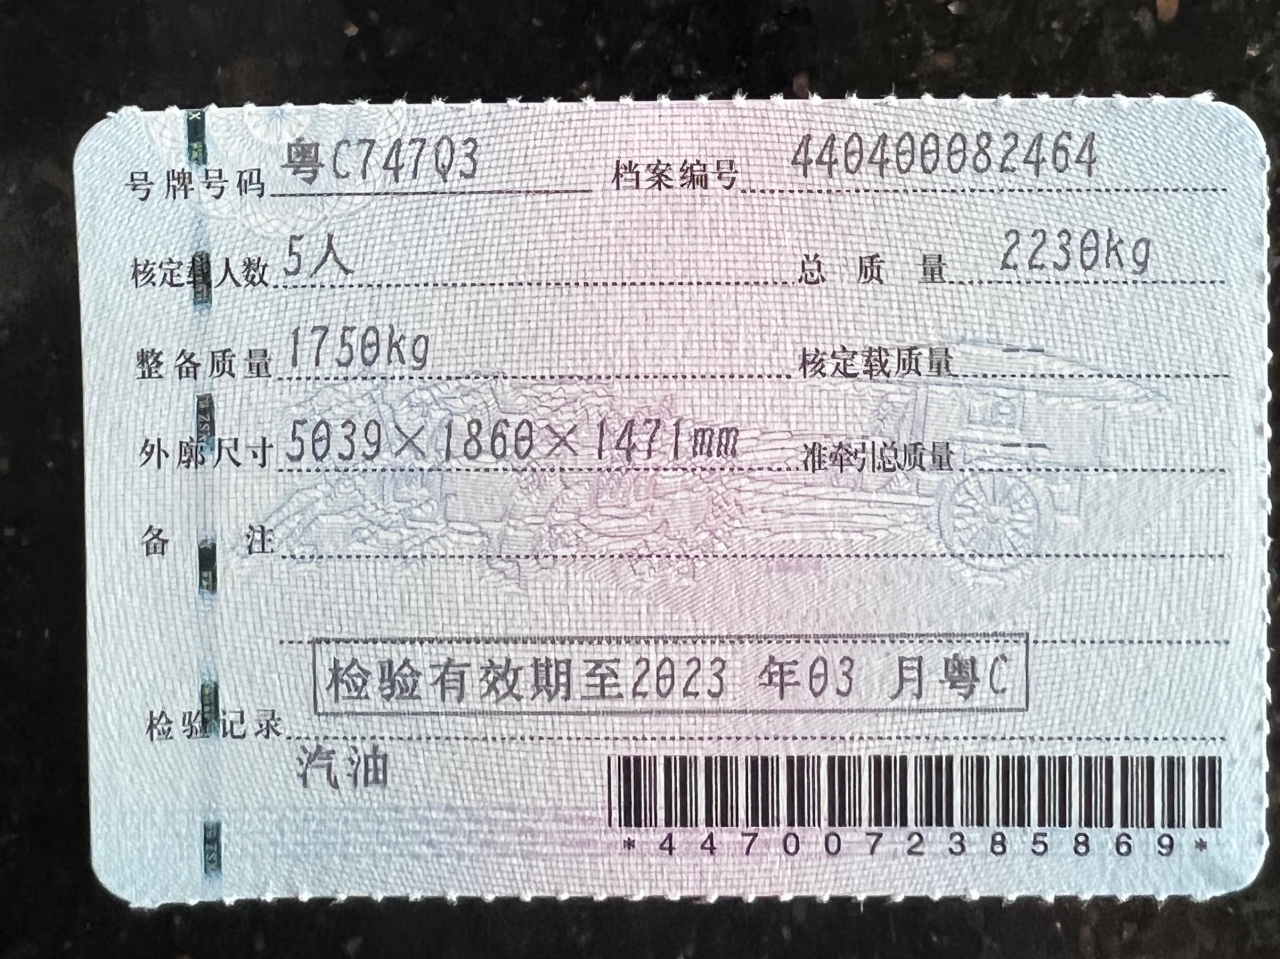 号牌号码 粤C747Q3 档案编号 440400082464
核定载人数 5人 总质量 2230kg
整备质量 1750kg 核定载质量 --
外廓尺寸 5039×1860×1471mm 准牵引总质量 --
备注
检验有效期至2023 年03 月粤C
检验记录
汽油
*4470072385869*